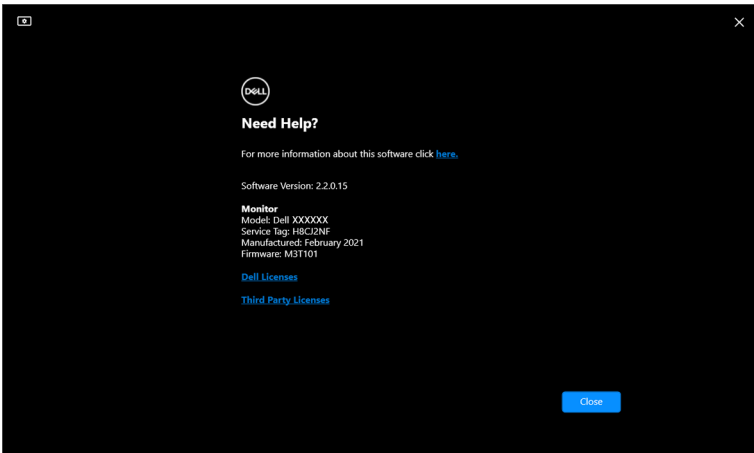 DELL
Need Help?
For more information about this software click here.
Software Version: 2.2.0.15
Monitor
Model: Dell XXXXXX
Service Tag: H8CJ2NF
Manufactured: February 2021
Firmware: M3T101
Dell Licenses
Third Party Licenses
Close